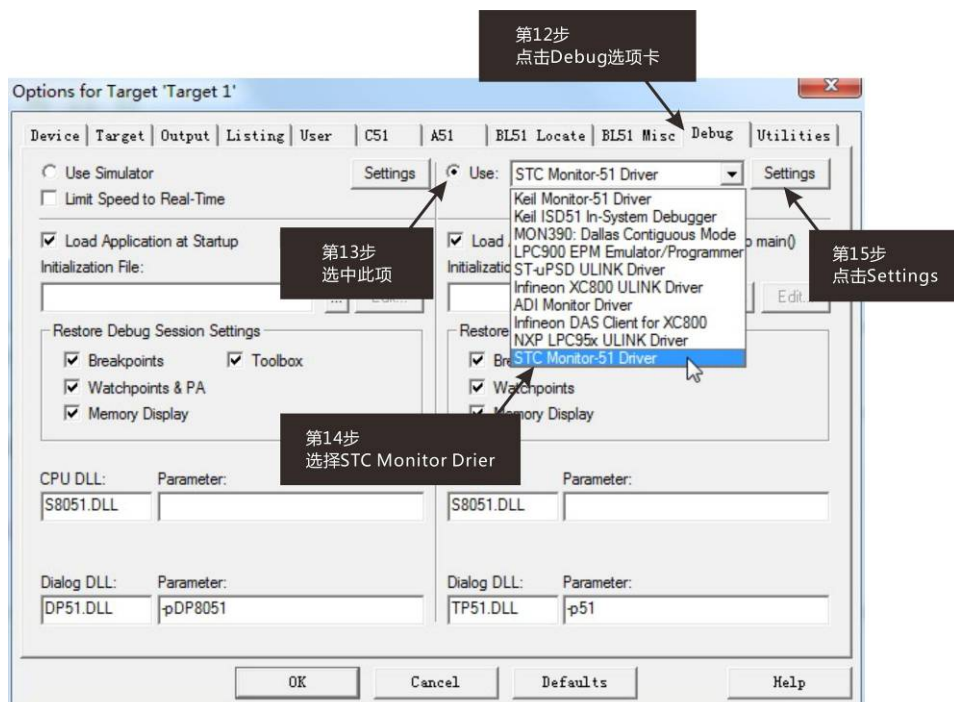 第12步
点击Debug选项卡
Options for Target 'Target 1'
Device Target Output Listing User C51 A51 BL51 Locate BL51 Misc Debug Utilities
Use Simulator Settings Use: STC Monitor-51 Driver Settings
Limit Speed to Real-Time
Keil Monitor-51 Driver
Keil ISD51 In-System Debugger
MON390: Dallas Contiguous Mode
LPC900 EPM Emulator/Programmer
ST-uPSD ULINK Driver
Infineon XC800 ULINK Driver
ADI Monitor Driver
Infineon DAS Client for XC800
NXP LPC95x ULINK Driver
STC Monitor-51 Driver
第13步
选中此项
第15步
点击Settings
Load Application at Startup Load main()
Initialization File:
... Edit... Edit...
Restore Debug Session Settings Restore
Breakpoints Toolbox
Watchpoints & PA Watchpoints
Memory Display Memory Display
第14步
选择STC Monitor Drier
CPU DLL: Parameter: Parameter:
S8051.DLL S8051.DLL
Dialog DLL: Parameter: Dialog DLL: Parameter:
DP51.DLL -pDP8051 TP51.DLL -p51
OK Cancel Defaults Help